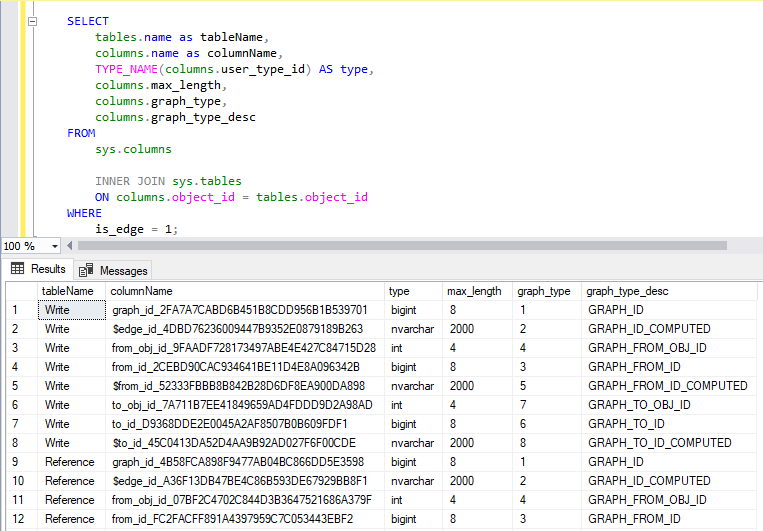 SELECT
tables.name as tableName,
columns.name as columnName,
TYPE_NAME(columns.user_type_id) AS type,
columns.max_length,
columns.graph_type,
columns.graph_type_desc
FROM
sys.columns
INNER JOIN sys.tables
ON columns.object_id = tables.object_id
WHERE
is_edge = 1;
100 %
Results Messages
tableName columnName type max_length graph_type graph_type_desc
1 Write graph_id_2FA7A7CABD6B451B8CDD956B1B539701 bigint 8 1 GRAPH_ID
2 Write $edge_id_4DBD76236009447B9352E0879189B263 nvarchar 2000 2 GRAPH_ID_COMPUTED
3 Write from_obj_id_9FAADF728173497ABE4E427C84715D28 int 4 4 GRAPH_FROM_OBJ_ID
4 Write from_id_2CEBD90CAC934641BE11D4E8A096342B bigint 8 3 GRAPH_FROM_ID
5 Write $from_id_52333FBBB8B842B28D6DF8EA900DA898 nvarchar 2000 5 GRAPH_FROM_ID_COMPUTED
6 Write to_obj_id_7A711B7EE41849659AD4FDDD9D2A98AD int 4 7 GRAPH_TO_OBJ_ID
7 Write to_id_D9368DDE2E0045A2AF8507B0B609FDF1 bigint 8 6 GRAPH_TO_ID
8 Write $to_id_45C0413DA52D4AA9B92AD027F6F00CDE nvarchar 2000 8 GRAPH_TO_ID_COMPUTED
9 Reference graph_id_4B58FCA898F9477AB04BC866DD5E3598 bigint 8 1 GRAPH_ID
10 Reference $edge_id_A36F13DB47BE4C86B593DE67929BB8F1 nvarchar 2000 2 GRAPH_ID_COMPUTED
11 Reference from_obj_id_07BF2C4702C844D3B3647521686A379F int 4 4 GRAPH_FROM_OBJ_ID
12 Reference from_id_FC2FACFF891A4397959C7C053443EBF2 bigint 8 3 GRAPH_FROM_ID